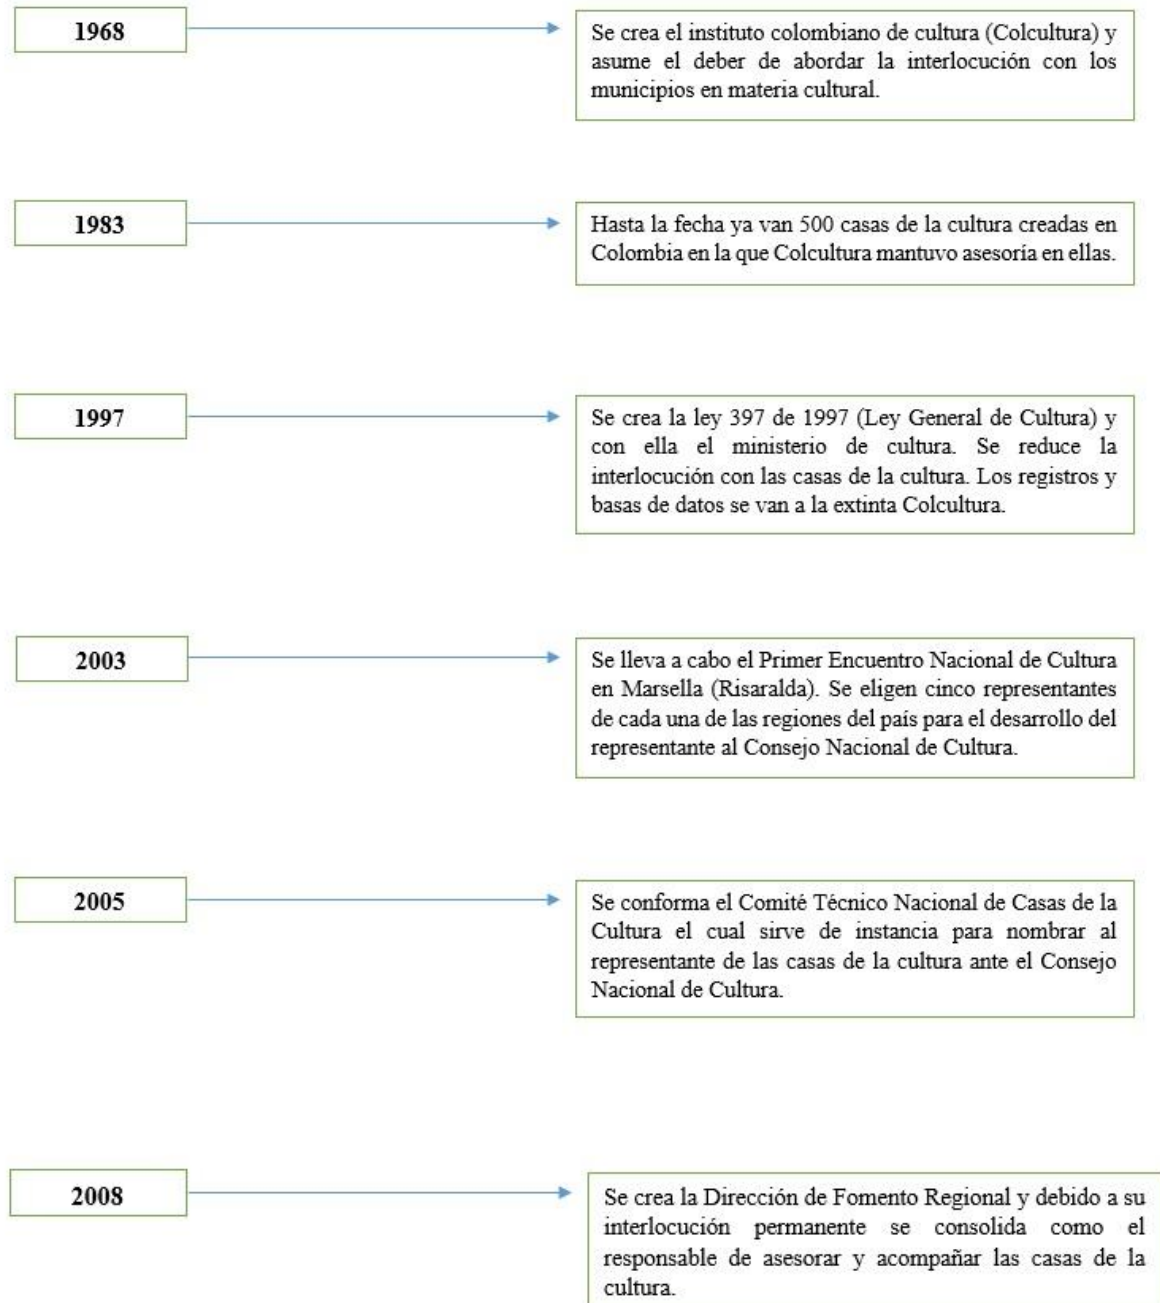 1968
Se crea el instituto colombiano de cultura (Colcultura) y
asume el deber de abordar la interlocución con los
municipios en materia cultural.
1983
Hasta la fecha ya van 500 casas de la cultura creadas en
Colombia en la que Colcultura mantuvo asesoría en ellas.
1997
Se crea la ley 397 de 1997 (Ley General de Cultura) y
con ella el ministerio de cultura. Se reduce la
interlocución con las casas de la cultura. Los registros y
basas de datos se van a la extinta Colcultura.
2003
Se lleva a cabo el Primer Encuentro Nacional de Cultura
en Marsella (Risaralda). Se eligen cinco representantes
de cada una de las regiones del país para el desarrollo del
representante al Consejo Nacional de Cultura.
2005
Se conforma el Comité Técnico Nacional de Casas de la
Cultura el cual sirve de instancia para nombrar al
representante de las casas de la cultura ante el Consejo
Nacional de Cultura.
2008
Se crea la Dirección de Fomento Regional y debido a su
interlocución permanente se consolida como el
responsable de asesorar y acompañar las casas de la
cultura.